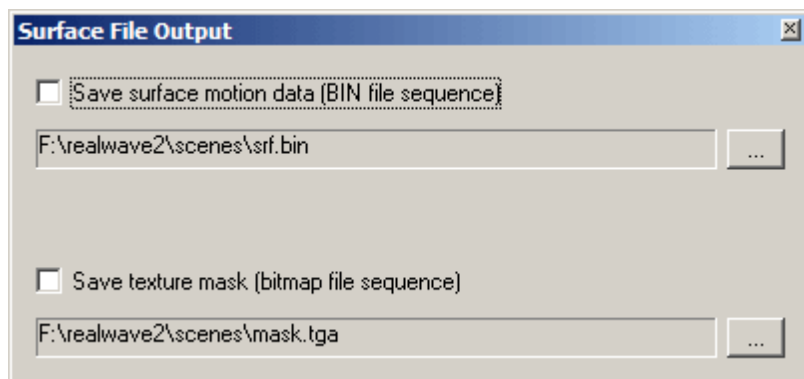 Surface File Output
Save surface motion data (BIN file sequence)
F:\realwave2\scenes\srf.bin
...
Save texture mask (bitmap file sequence)
F:\realwave2\scenes\mask.tga
...